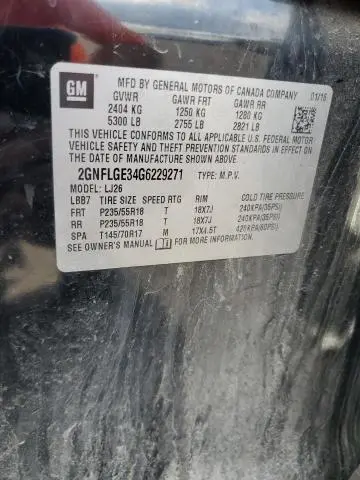 GM
MFD BY GENERAL MOTORS OF CANADA COMPANY 01/16
GVWR GAWR FRT GAWR RR
2404 KG 1250 KG 1280 KG
5300 LB 2755 LB 2821 LB
THIS VEHICLE CONFORMS TO ALL APPLICABLE U.S. FEDERAL MOTOR
VEHICLE SAFETY AND THEFT PREVENTION STANDARDS IN EFFECT
ON THE DATE OF MANUFACTURE SHOWN ABOVE.
2GNFLGE34G6229271 TYPE: M.P.V.
MODEL: LJ26
LBB7 TIRE SIZE SPEED RTG RIM COLD TIRE PRESSURE
FRT P235/55R18 T 18X7J 240KPA(35PSI)
RR P235/55R18 T 18X7J 240KPA(35PSI)
SPA T145/70R17 M 17X4.5T 420KPA(60PSI)
SEE OWNER'S MANUAL FOR ADDITIONAL INFORMATION